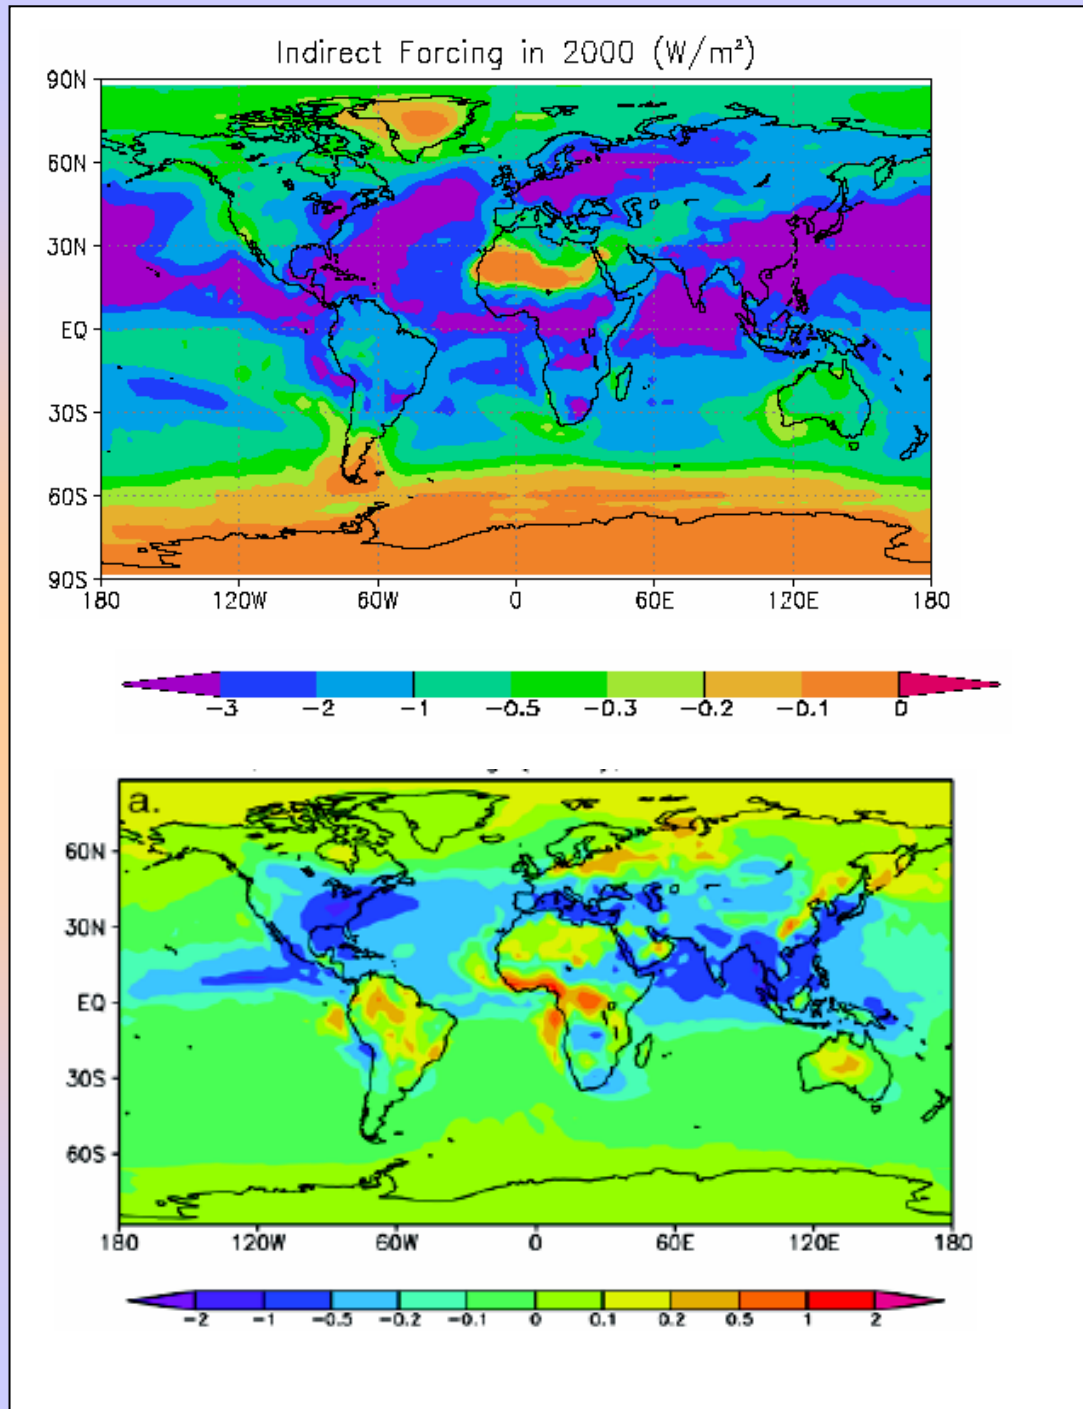 Indirect Forcing in 2000 (W/m²)
90N
60N
30N
EQ
30S
60S
90S
180 120W 60W 0 60E 120E 180
-3 -2 -1 -0.5 -0.3 -0.2 -0.1 0
a.
60N
30N
EQ
30S
60S
180 120W 60W 0 60E 120E 180
-2 -1 -0.5 -0.2 -0.1 0 0.1 0.2 0.5 1 2